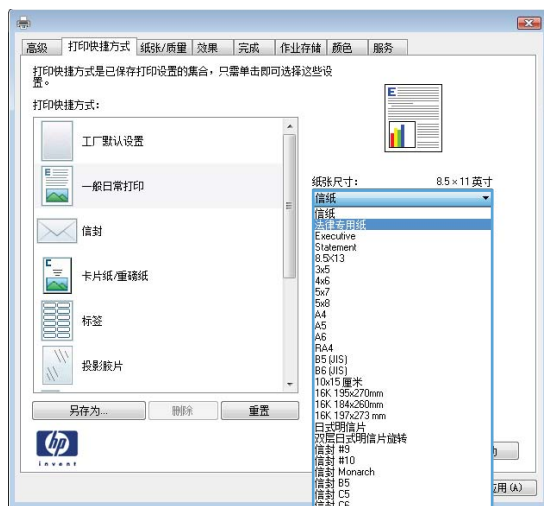 高级 打印快捷方式 纸张/质量 效果 完成 作业存储 颜色 服务
打印快捷方式是已保存打印设置的集合，只需单击即可选择这些设
置。
打印快捷方式:
工厂默认设置
一般日常打印
信封
卡片纸/重磅纸
标签
投影胶片
另存为... 删除 重置
hp
invent
E
纸张尺寸: 8.5×11 英寸
信纸
信纸
法律专用纸
Executive
Statement
8.5X13
3x5
4x6
5x7
5x8
A4
A5
A6
RA4
B5 (JIS)
B6 (JIS)
10x15 厘米
16K 195x270mm
16K 184x260mm
16K 197x273 mm
日式明信片
双层日式明信片旋转
信封 #9
信封 #10
信封 Monarch
信封 B5
信封 C5
信封 C6
应用 (A)